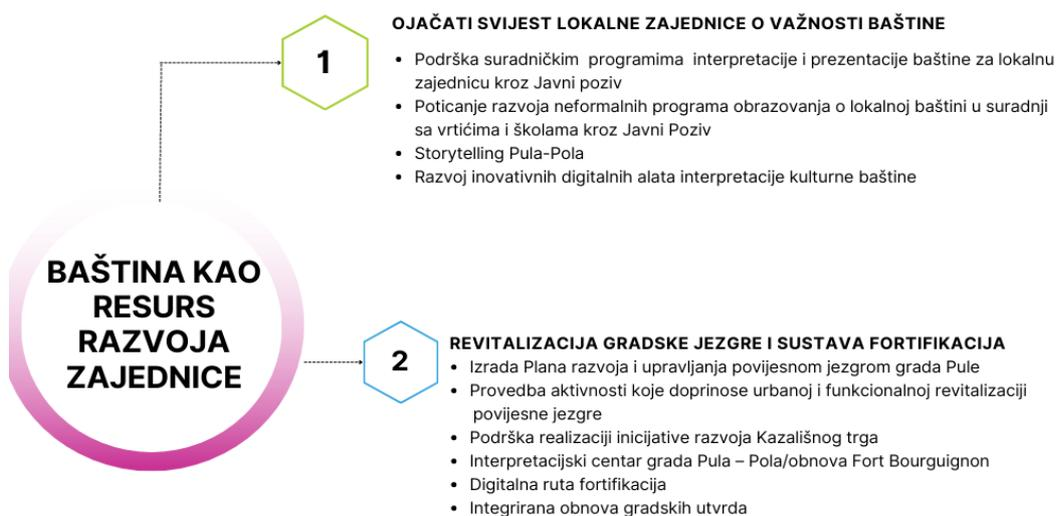 1
OJAČATI SVIJEST LOKALNE ZAJEDNICE O VAŽNOSTI BAŠTINE
• Podrška suradničkim programima interpretacije i prezentacije baštine za lokalnu
zajednicu kroz Javni poziv
• Poticanje razvoja neformalnih programa obrazovanja o lokalnoj baštini u suradnji
sa vrtićima i školama kroz Javni Poziv
• Storytelling Pula-Pola
• Razvoj inovativnih digitalnih alata interpretacije kulturne baštine
BAŠTINA KAO
RESURS
RAZVOJA
ZAJEDNICE
2
REVITALIZACIJA GRADSKE JEZGRE I SUSTAVA FORTIFIKACIJA
• Izrada Plana razvoja i upravljanja povijesnom jezgrom grada Pule
• Provedba aktivnosti koje doprinose urbanoj i funkcionalnoj revitalizaciji
povijesne jezgre
• Podrška realizaciji inicijative razvoja Kazališnog trga
• Interpretacijski centar grada Pula – Pola/obnova Fort Bourguignon
• Digitalna ruta fortifikacija
• Integrirana obnova gradskih utvrda